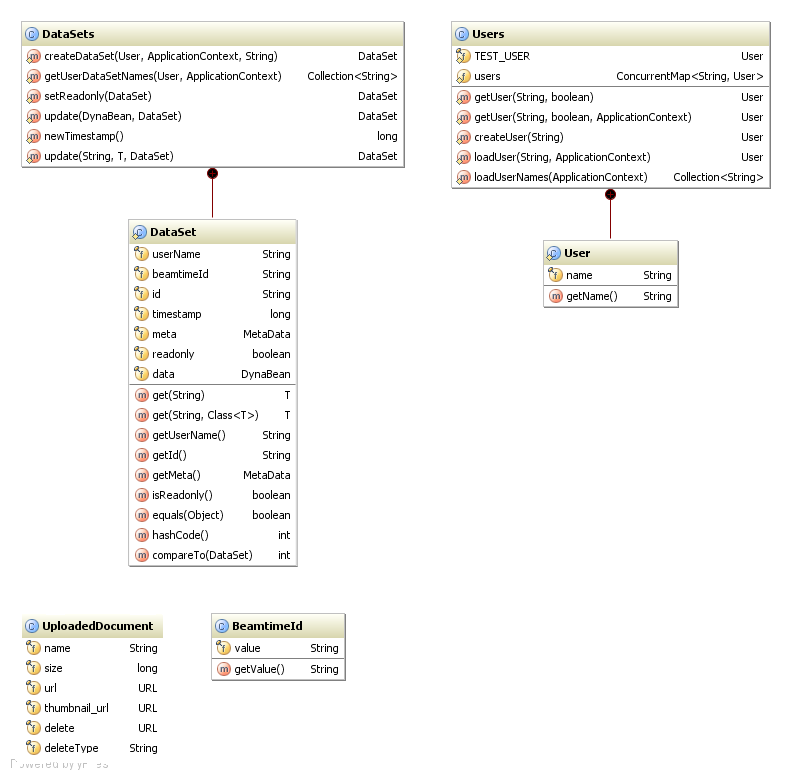 DataSets
createDataSet(User, ApplicationContext, String) DataSet
getUserDataSetNames(User, ApplicationContext) Collection<String>
setReadonly(DataSet) DataSet
update(DynaBean, DataSet) DataSet
newTimestamp() long
update(String, T, DataSet) DataSet
Users
TEST_USER User
users ConcurrentMap<String, User>
getUser(String, boolean) User
getUser(String, boolean, ApplicationContext) User
createUser(String) User
loadUser(String, ApplicationContext) User
loadUserNames(ApplicationContext) Collection<String>
DataSet
userName String
beamtimeId String
id String
timestamp long
meta MetaData
readonly boolean
data DynaBean
get(String) T
get(String, Class<T>) T
getUserName() String
getId() String
getMeta() MetaData
isReadonly() boolean
equals(Object) boolean
hashCode() int
compareTo(DataSet) int
User
name String
getName() String
UploadedDocument
name String
size long
url URL
thumbnail_url URL
delete URL
deleteType String
BeamtimeId
value String
getValue() String
Powered by